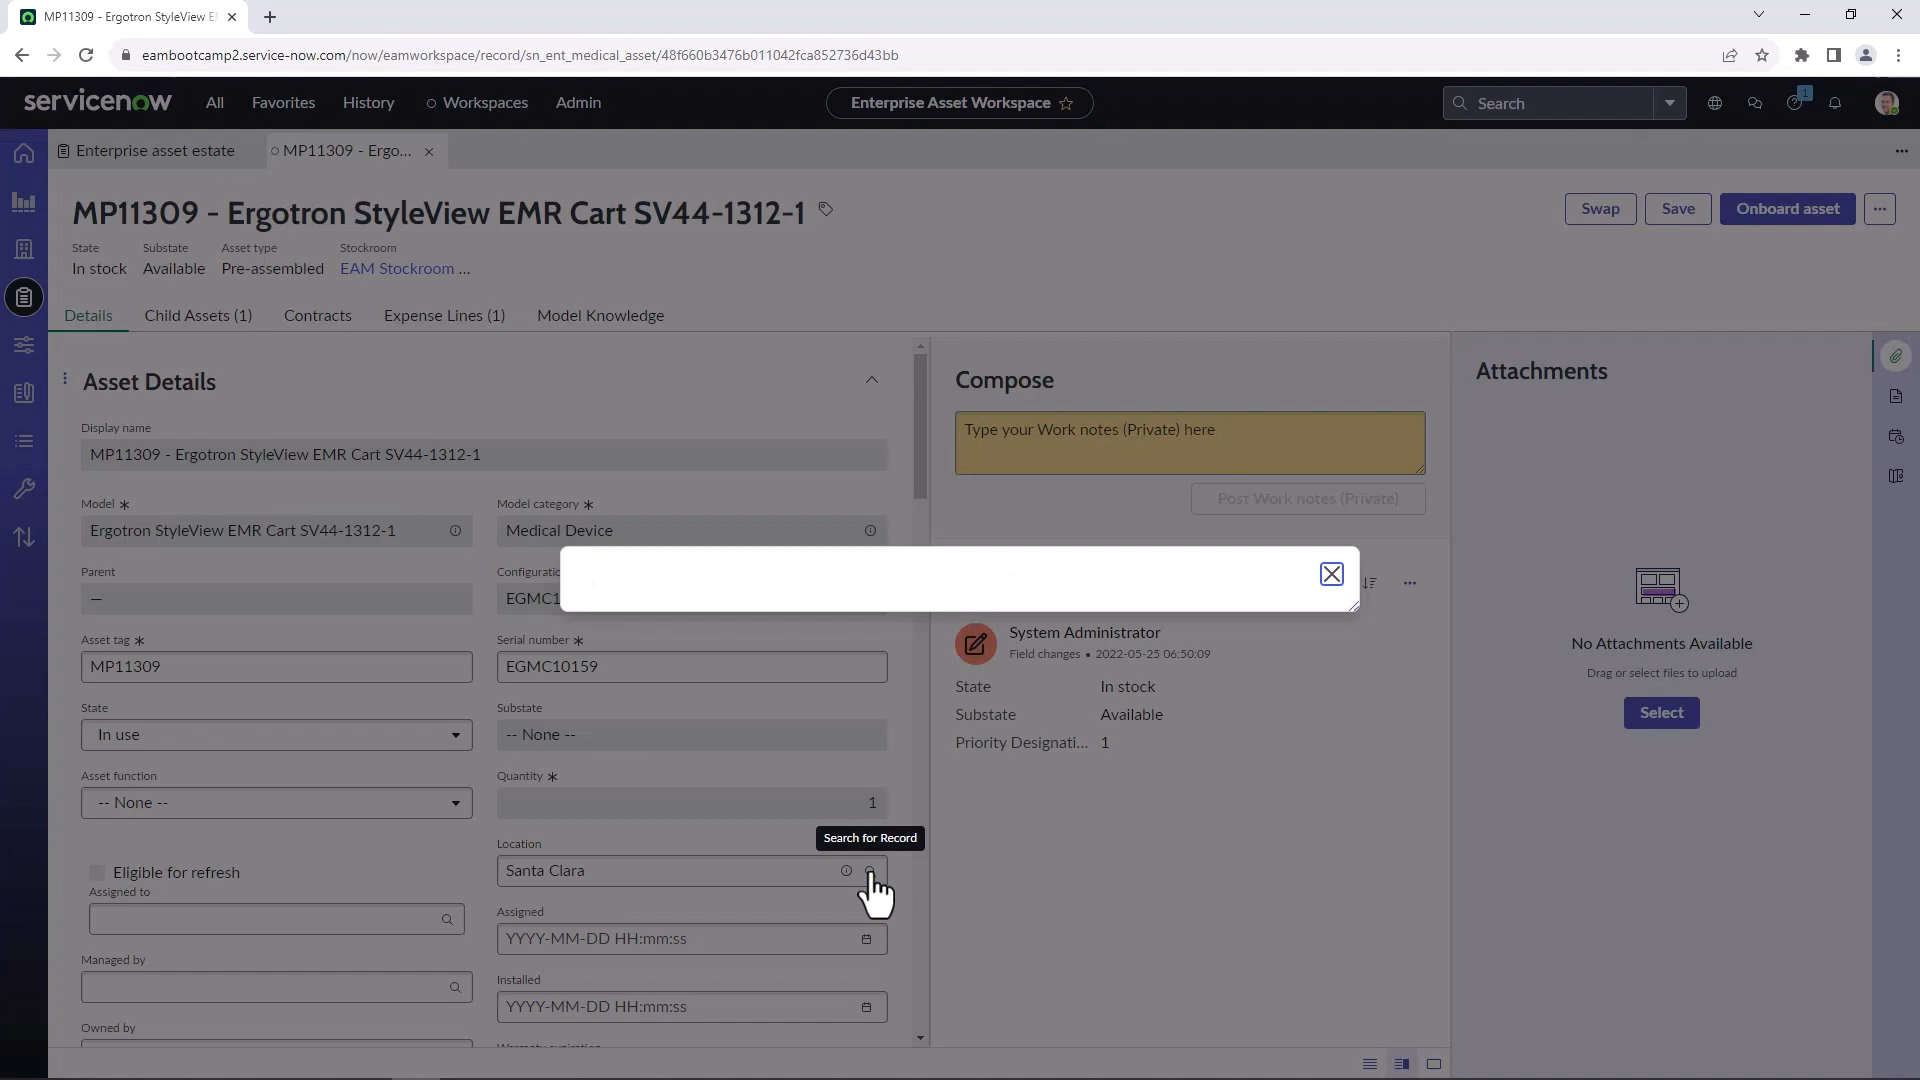 MP11309 - Ergotron StyleView E
eambootcamp2.service-now.com/now/eamworkspace/record/sn_ent_medical_asset/48f660b3476b011042fca852736d43bb
servicenow
All
Favorites
History
Workspaces
Admin
Enterprise Asset Workspace
Search
1
Enterprise asset estate
MP11309 - Ergo...
MP11309 - Ergotron StyleView EMR Cart SV44-1312-1
Swap
Save
Onboard asset
State
Substate
Asset type
Stockroom
In stock
Available
Pre-assembled
EAM Stockroom ...
Details
Child Assets (1)
Contracts
Expense Lines (1)
Model Knowledge
Asset Details
Display name
MP11309 - Ergotron StyleView EMR Cart SV44-1312-1
Model *
Ergotron StyleView EMR Cart SV44-1312-1
Model category *
Medical Device
Parent
—
Configuratio
EGMC1
Asset tag *
MP11309
Serial number *
EGMC10159
State
In use
Substate
-- None --
Asset function
-- None --
Quantity *
1
Search for Record
Location
Santa Clara
Eligible for refresh
Assigned to
Assigned
YYYY-MM-DD HH:mm:ss
Managed by
Installed
YYYY-MM-DD HH:mm:ss
Owned by
Warranty expiration
Compose
Type your Work notes (Private) here
Post Work notes (Private)
System Administrator
Field changes • 2022-05-25 06:50:09
State
In stock
Substate
Available
Priority Designati...
1
Attachments
No Attachments Available
Drag or select files to upload
Select